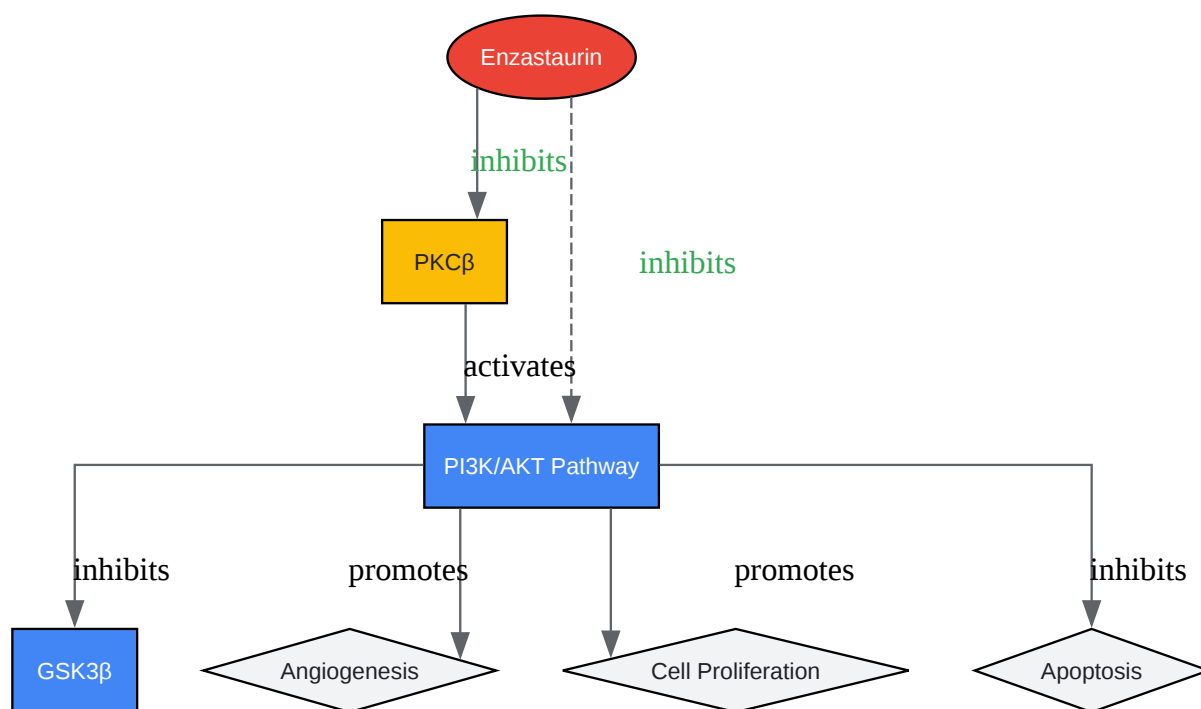 Enzastaurin
inhibits
PKCβ
inhibits
activates
PI3K/AKT Pathway
inhibits
promotes
promotes
inhibits
GSK3β
Angiogenesis
Cell Proliferation
Apoptosis